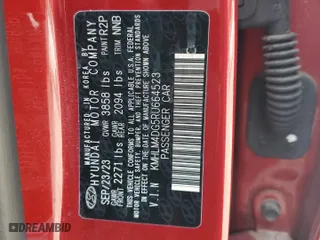 MANUFACTURED IN KOREA BY
HYUNDAI MOTOR COMPANY
PAINT R2P
TRIM NNB
SEP/23/23
GVWR 3858 lbs
GAWR FRONT 2271 lbs
GAWR REAR 2094 lbs
THIS VEHICLE CONFORMS TO ALL APPLICABLE U.S.
FEDERAL MOTOR VEHICLE SAFETY, BUMPER, AND THEFT
PREVENTION STANDARDS IN EFFECT ON THE DATE OF
MANUFACTURE SHOWN ABOVE.
V.I.N
PASSENGER CAR
DREAMBID